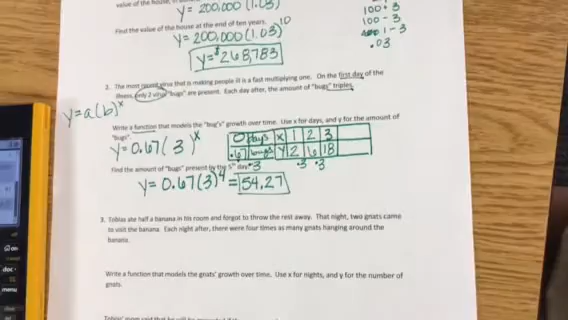 value of the house,
y = 200,000 (1.03)
Find the value of the house at the end of ten years.
y = 200,000 (1.03)^10
y = $268,783
100 + 3
100 - 3
1 - 3
.03
2. The most recent virus that is making people ill is a fast multiplying one. On the first day of the
illness, only 2 virus "bugs" are present. Each day after, the amount of "bugs" triples.
y = a(b)^x
Write a function that models the "bug's" growth over time. Use x for days, and y for the amount of
"bugs".
y = 0.67(3)^x
0 days x 1 2 3
.67 bugs y 2 6 18
Find the amount of "bugs" present by the 5th day.
·3 ·3 ·3
y = 0.67(3)^4 = 54.27
3. Tobias ate half a banana in his room and forgot to throw the rest away. That night, two gnats came
to visit the banana. Each night after, there were four times as many gnats hanging around the
banana.
Write a function that models the gnats' growth over time. Use x for nights, and y for the number of
gnats.
on
doc
menu